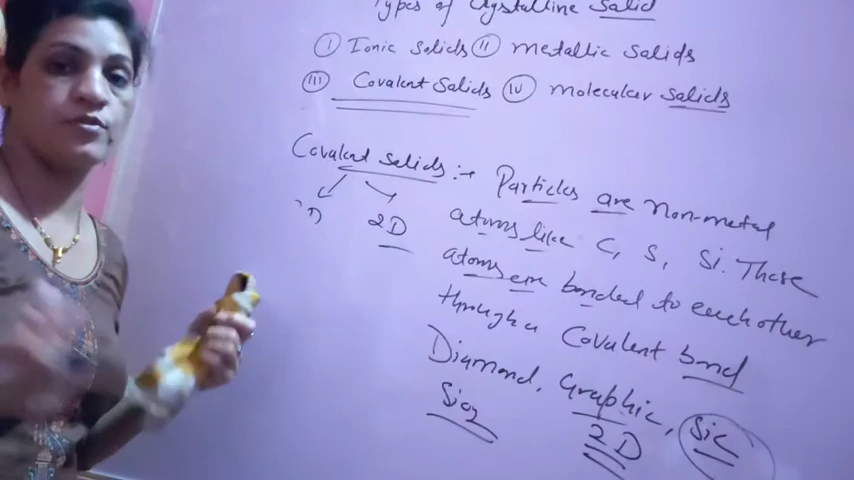 Types of Crystalline Solid
I Ionic Solids II metallic Solids
III Covalent Solids IV molecular Solids
Covalent Solids :- Particles are Non-metal
atoms like C, S, Si. These
D 2D
atoms are bonded to each other
through a Covalent bond
Diamond, Graphic, Sic
Sio2 2D